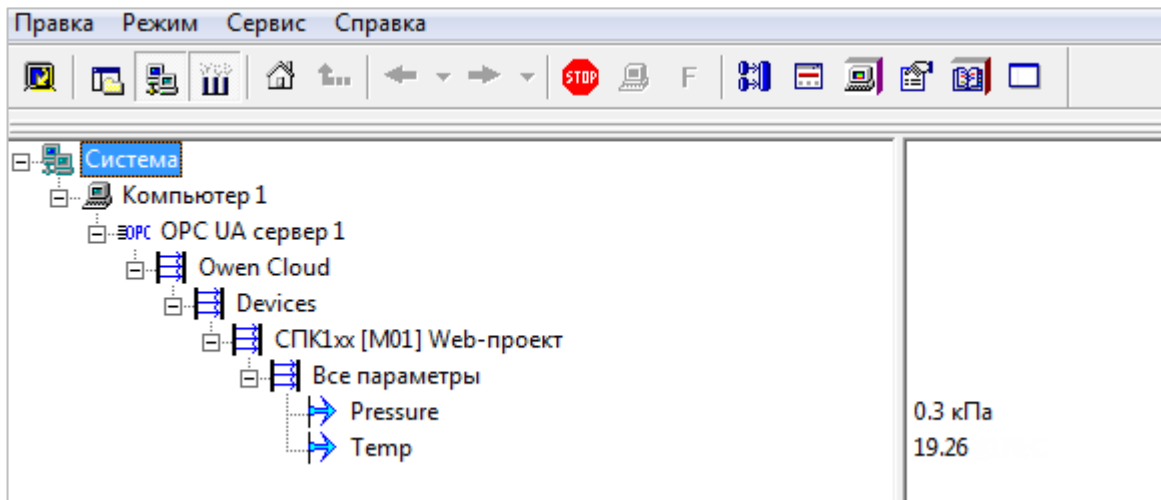 Правка Режим Сервис Справка
STOP F
Система
Компьютер 1
OPC OPC UA сервер 1
Owen Cloud
Devices
СПК1xx [M01] Web-проект
Все параметры
Pressure 0.3 кПа
Temp 19.26